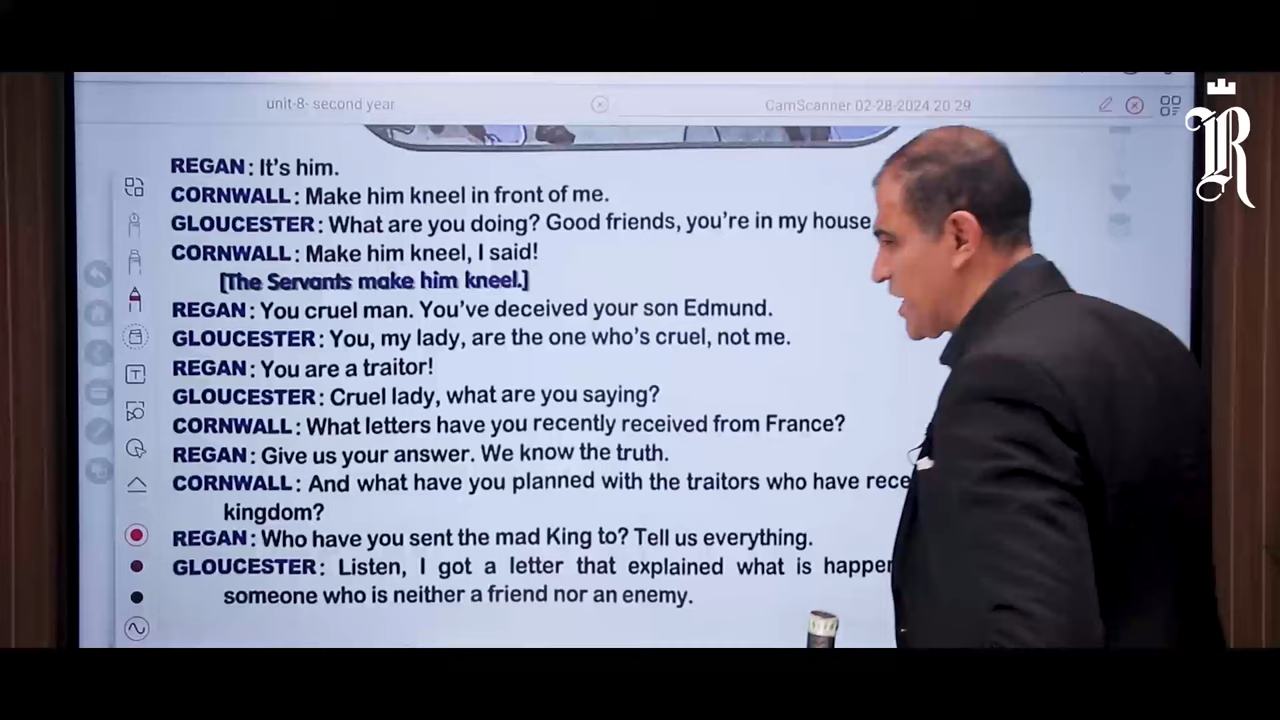 unit-8- second year
CamScanner 02-28-2024 20 29
REGAN: It's him.
CORNWALL: Make him kneel in front of me.
GLOUCESTER: What are you doing? Good friends, you're in my house
CORNWALL: Make him kneel, I said!
[The Servants make him kneel.]
REGAN: You cruel man. You've deceived your son Edmund.
GLOUCESTER: You, my lady, are the one who's cruel, not me.
REGAN: You are a traitor!
GLOUCESTER: Cruel lady, what are you saying?
CORNWALL: What letters have you recently received from France?
REGAN: Give us your answer. We know the truth.
CORNWALL: And what have you planned with the traitors who have
kingdom?
REGAN: Who have you sent the mad King to? Tell us everything.
GLOUCESTER: Listen, I got a letter that explained what is
someone who is neither a friend nor an enemy.